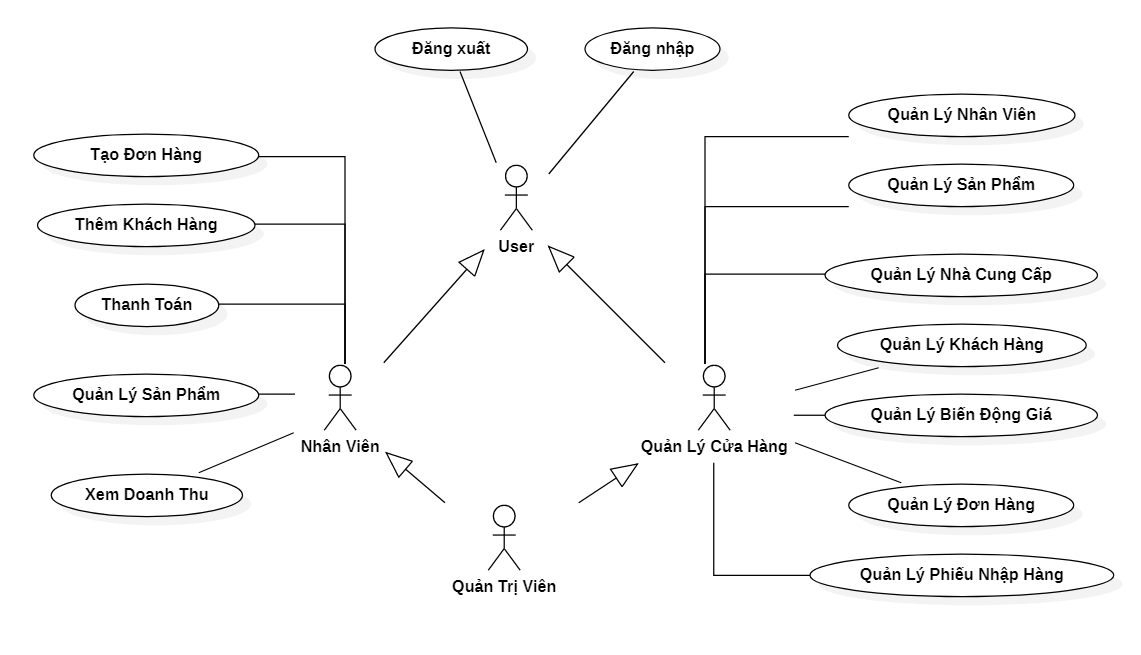 Đăng xuất
Đăng nhập
Quản Lý Nhân Viên
Tạo Đơn Hàng
Quản Lý Sản Phẩm
Thêm Khách Hàng
User
Quản Lý Nhà Cung Cấp
Thanh Toán
Quản Lý Khách Hàng
Quản Lý Sản Phẩm
Quản Lý Biến Động Giá
Nhân Viên
Quản Lý Cửa Hàng
Xem Doanh Thu
Quản Lý Đơn Hàng
Quản Lý Phiếu Nhập Hàng
Quản Trị Viên